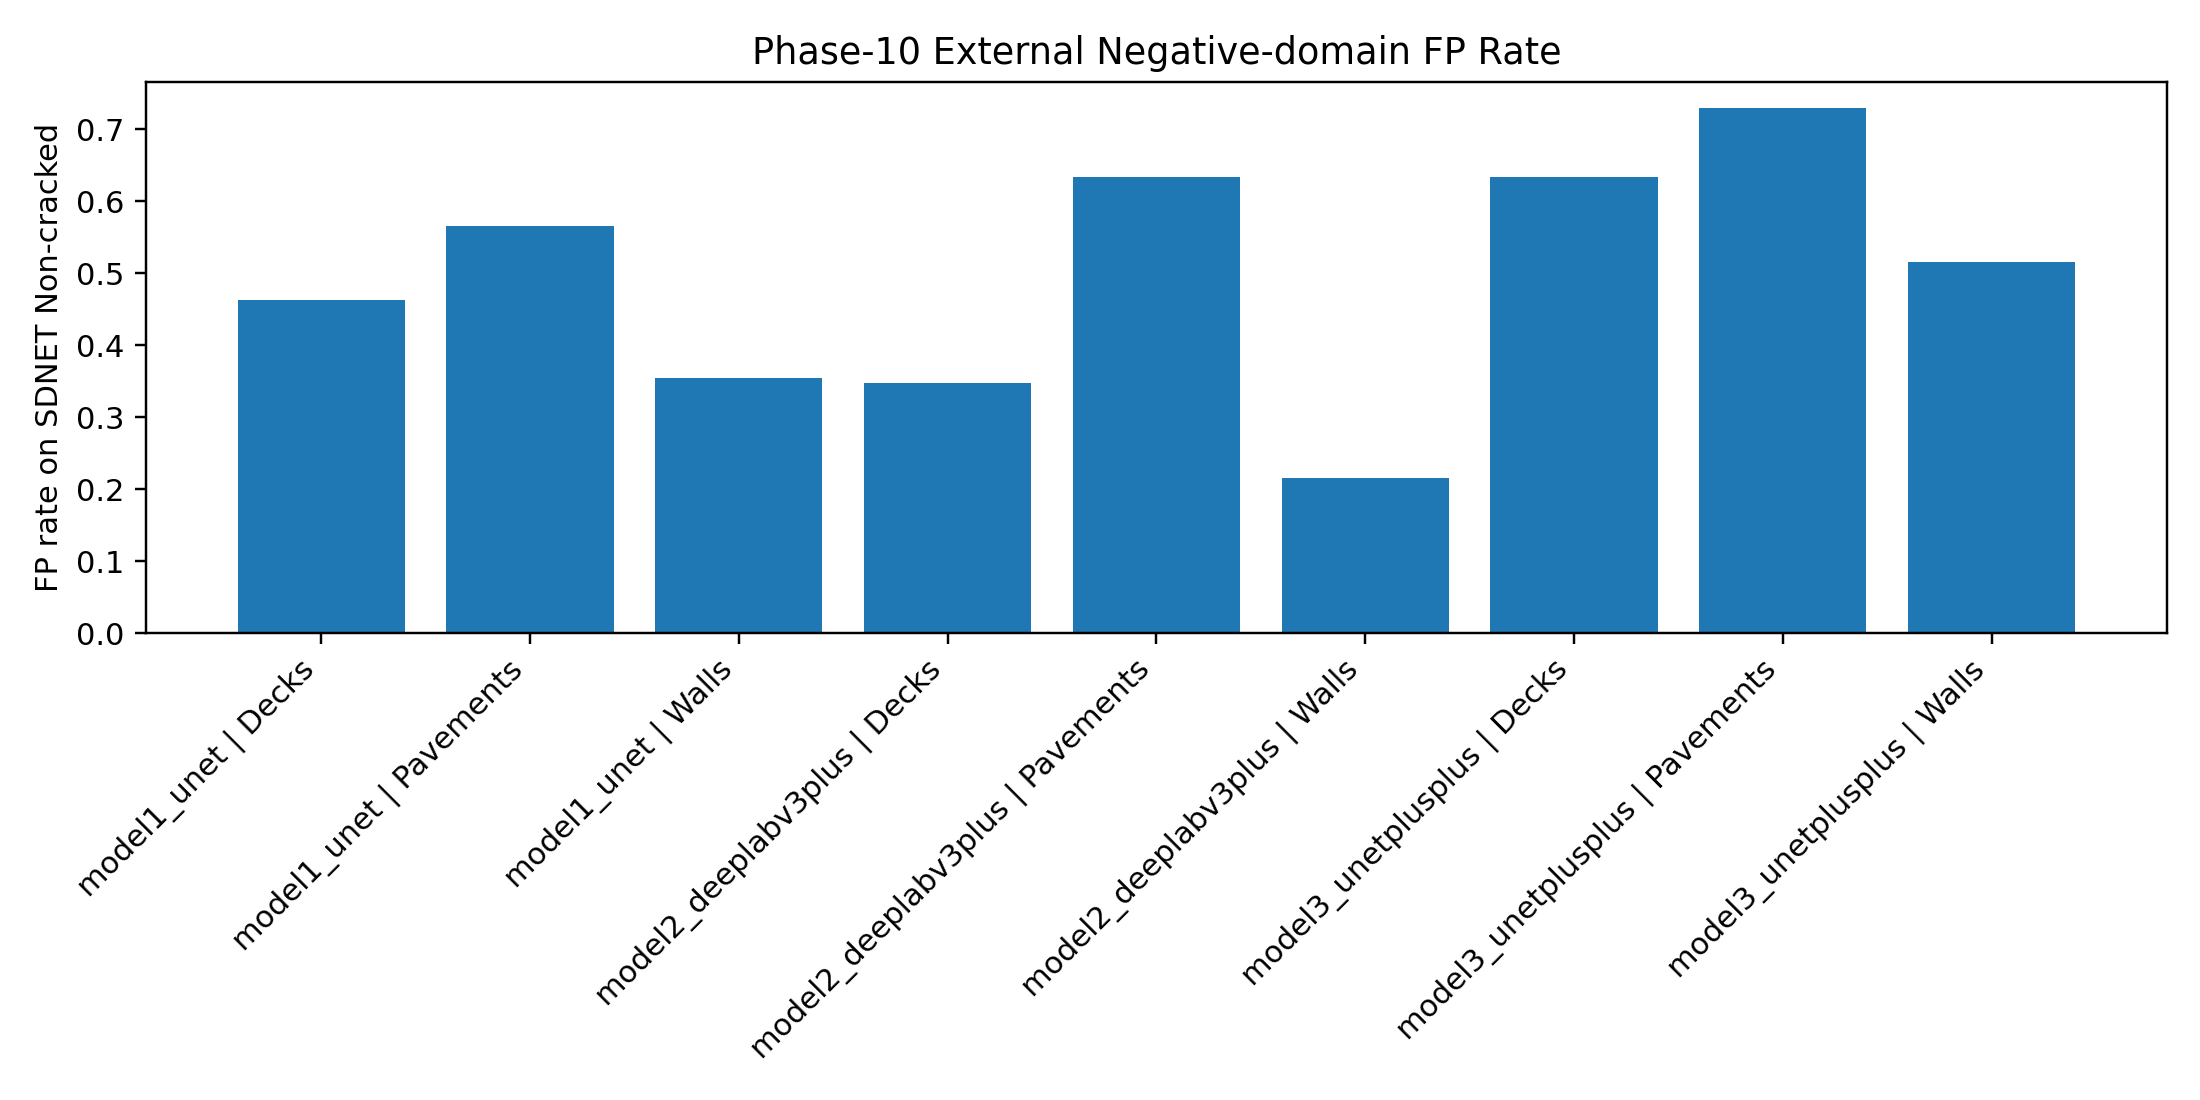 Phase-10 External Negative-domain FP Rate
FP rate on SDNET Non-cracked
0.7
0.6
0.5
0.4
0.3
0.2
0.1
0.0
model1_unet | Decks
model1_unet | Pavements
model1_unet | Walls
model2_deeplabv3plus | Decks
model2_deeplabv3plus | Pavements
model2_deeplabv3plus | Walls
model3_unetplusplus | Decks
model3_unetplusplus | Pavements
model3_unetplusplus | Walls